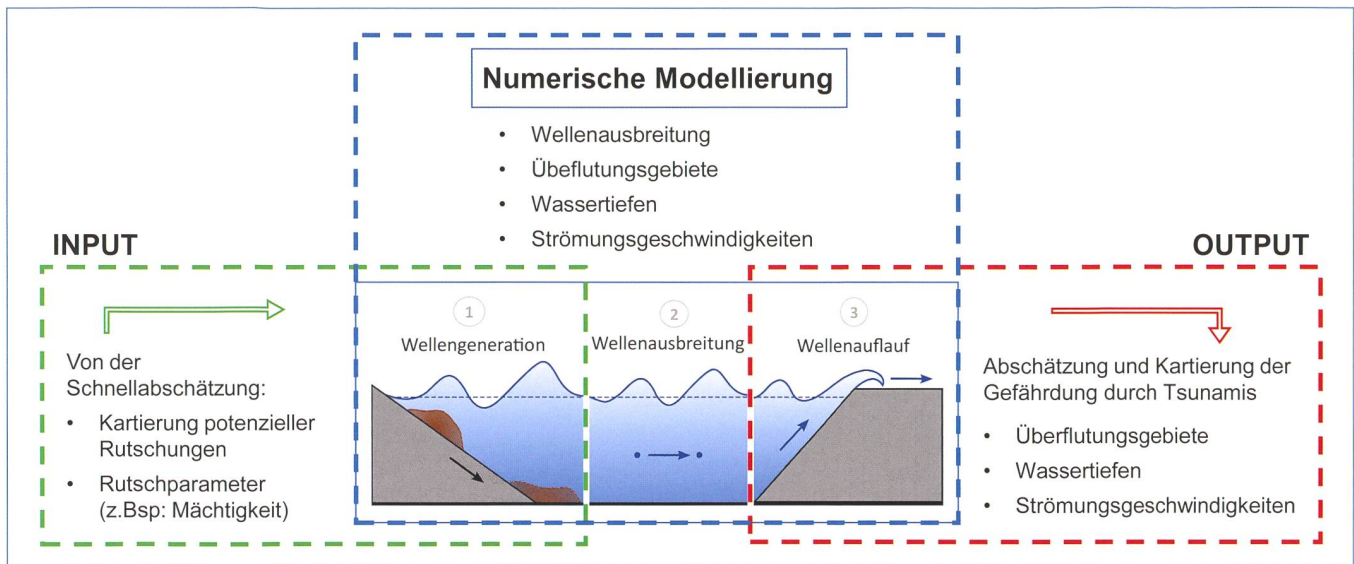 Numerische Modellierung
• Wellenausbreitung
• Übeflutungsgebiete
• Wassertiefen
• Strömungsgeschwindigkeiten
INPUT
Von der
Schnellabschätzung:
• Kartierung potenzieller
Rutschungen
• Rutschparameter
(z.Bsp: Mächtigkeit)
1
Wellengeneration
2
Wellenausbreitung
3
Wellenauflauf
OUTPUT
Abschätzung und Kartierung der
Gefährdung durch Tsunamis
• Überflutungsgebiete
• Wassertiefen
• Strömungsgeschwindigkeiten